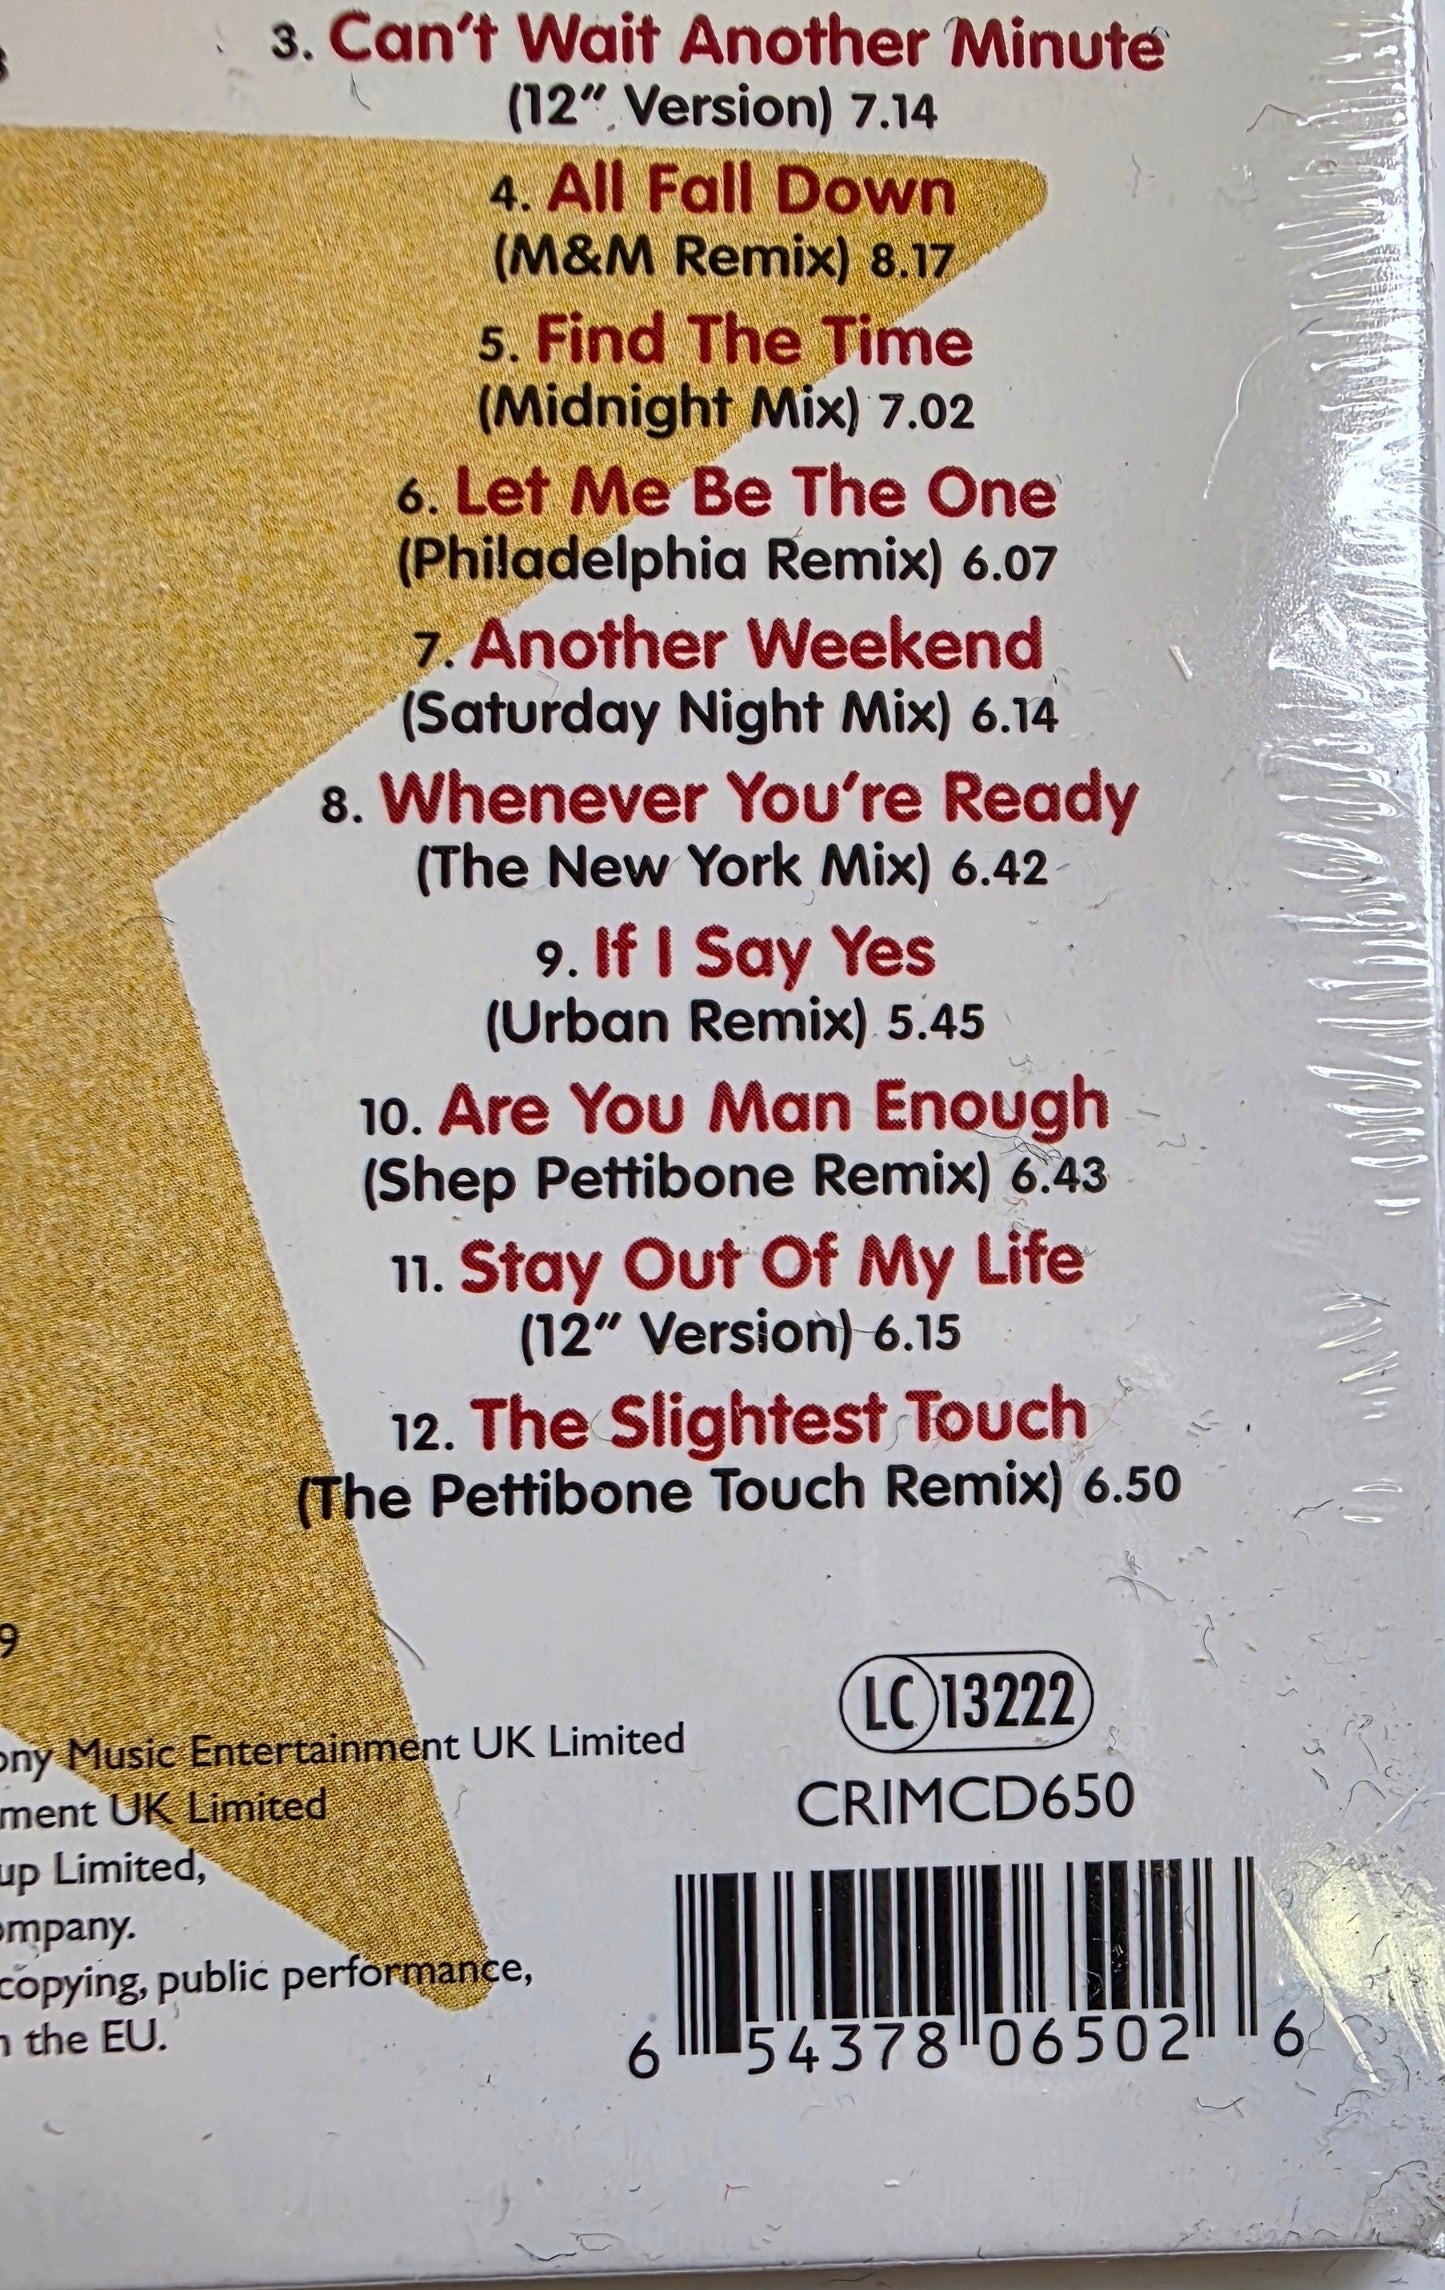 3. Can't Wait Another Minute
(12" Version) 7.14
4. All Fall Down
(M&M Remix) 8.17
5. Find The Time
(Midnight Mix) 7.02
6. Let Me Be The One
(Philadelphia Remix) 6.07
7. Another Weekend
(Saturday Night Mix) 6.14
8. Whenever You're Ready
(The New York Mix) 6.42
9. If I Say Yes
(Urban Remix) 5.45
10. Are You Man Enough
(Shep Pettibone Remix) 6.43
11. Stay Out Of My Life
(12" Version) 6.15
12. The Slightest Touch
(The Pettibone Touch Remix) 6.50
9
ony Music Entertainment UK Limited
ment UK Limited
up Limited,
ompany.
copying, public performance,
n the EU.
LC 13222
CRIMCD650
6 54378 06502 6